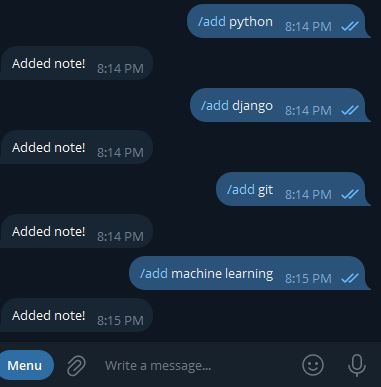 /add python 8:14 PM
Added note! 8:14 PM
/add django 8:14 PM
Added note! 8:14 PM
/add git 8:14 PM
Added note! 8:14 PM
/add machine learning 8:15 PM
Added note! 8:15 PM
Menu Write a message...